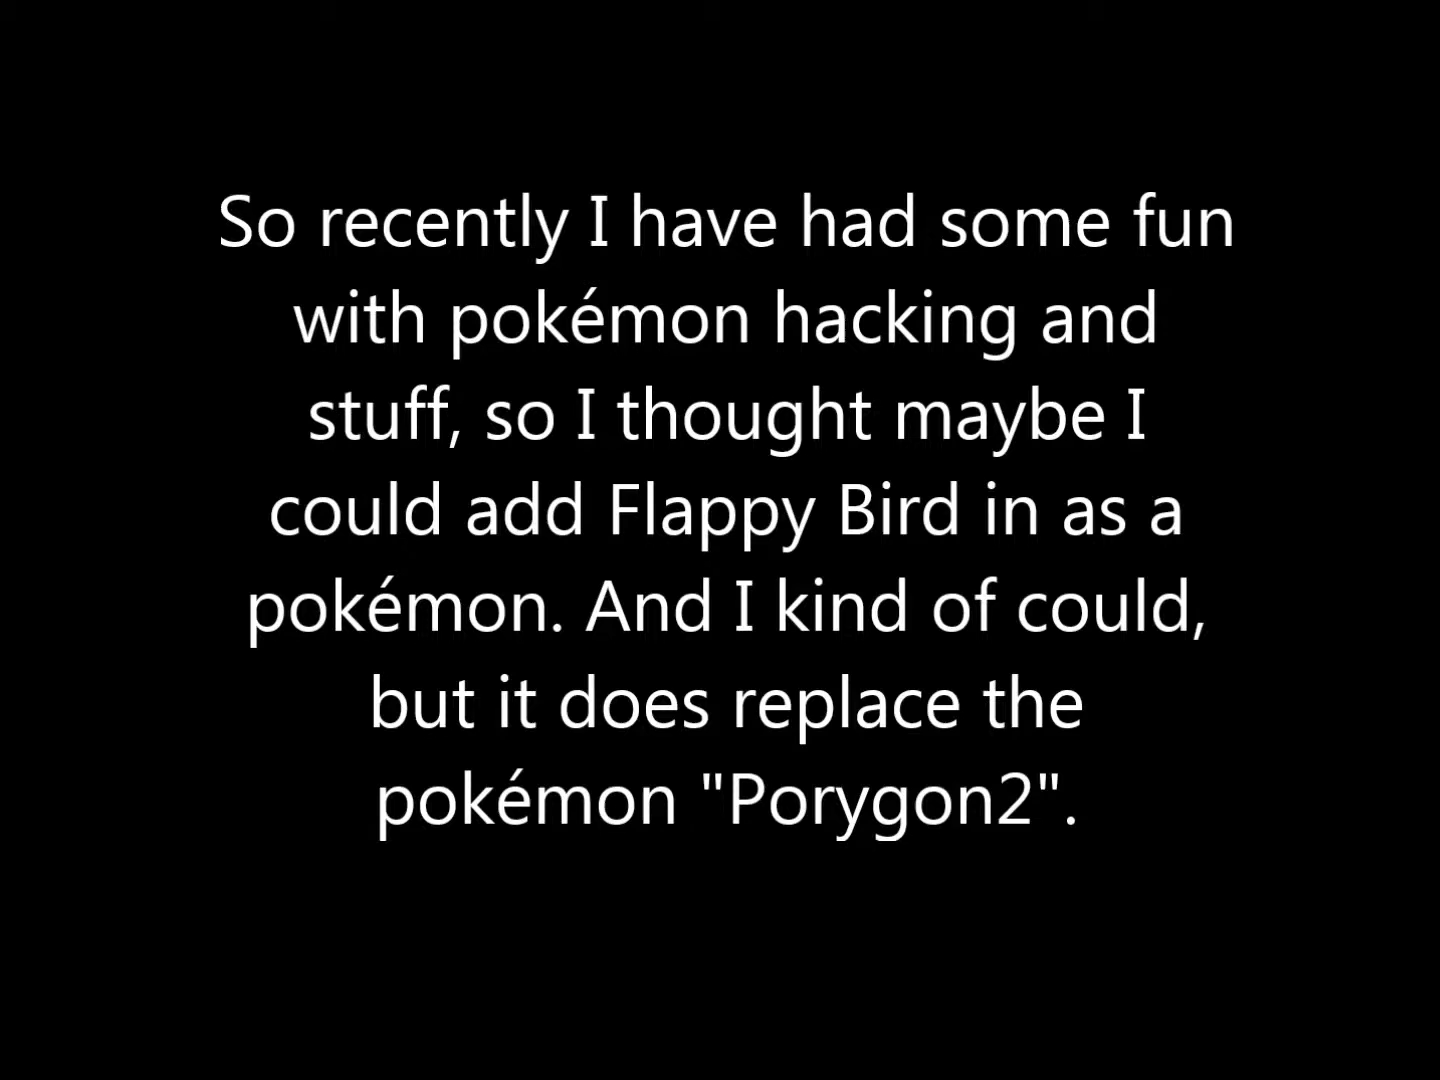 So recently I have had some fun
with pokémon hacking and
stuff, so I thought maybe I
could add Flappy Bird in as a
pokémon. And I kind of could,
but it does replace the
pokémon "Porygon2".